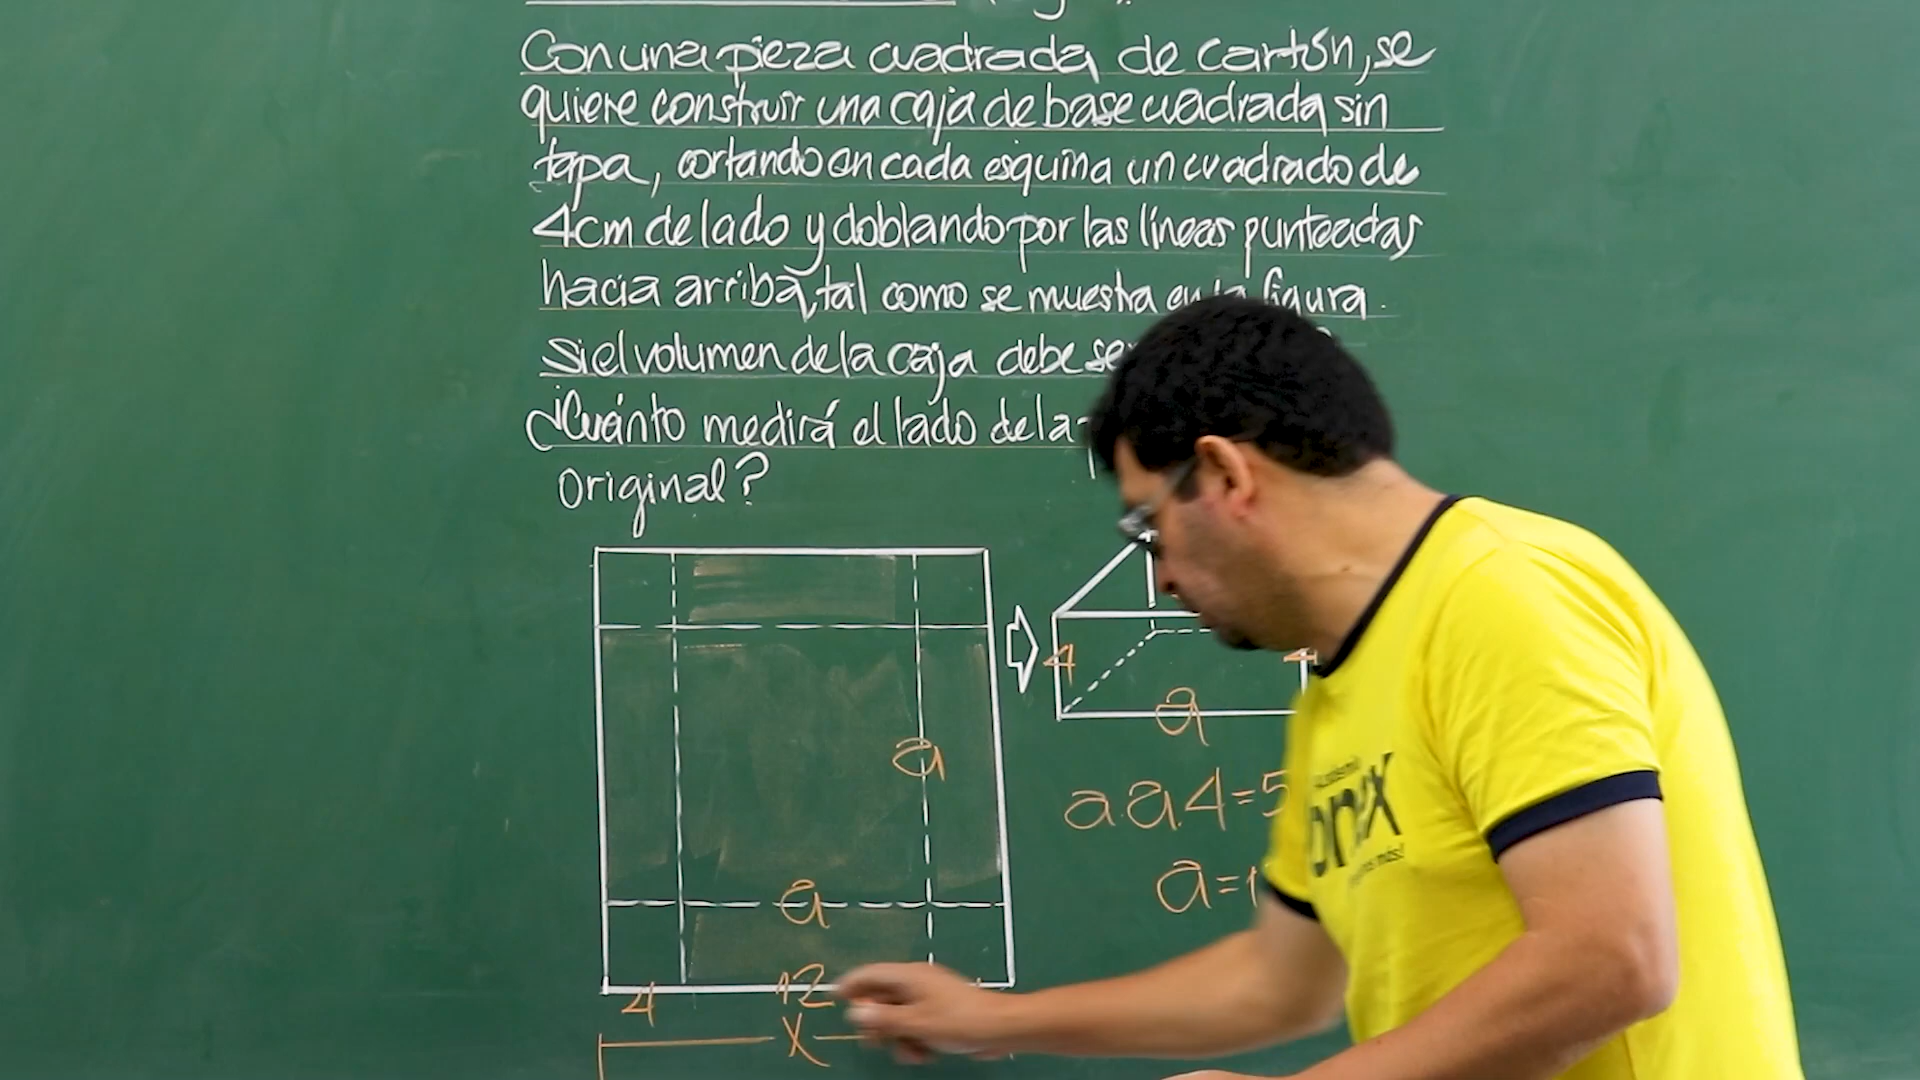 Con una pieza cuadrada de cartón, se
quiere construir una caja de base cuadrada sin
tapa, cortando en cada esquina un cuadrado de
4cm de lado y doblando por las líneas punteadas
hacia arriba, tal como se muestra en la figura.
Si el volumen de la caja debe
¿Cuánto medirá el lado de la
original?
4 4
a
a
a.a.4=5
a
a=1
12
4
x